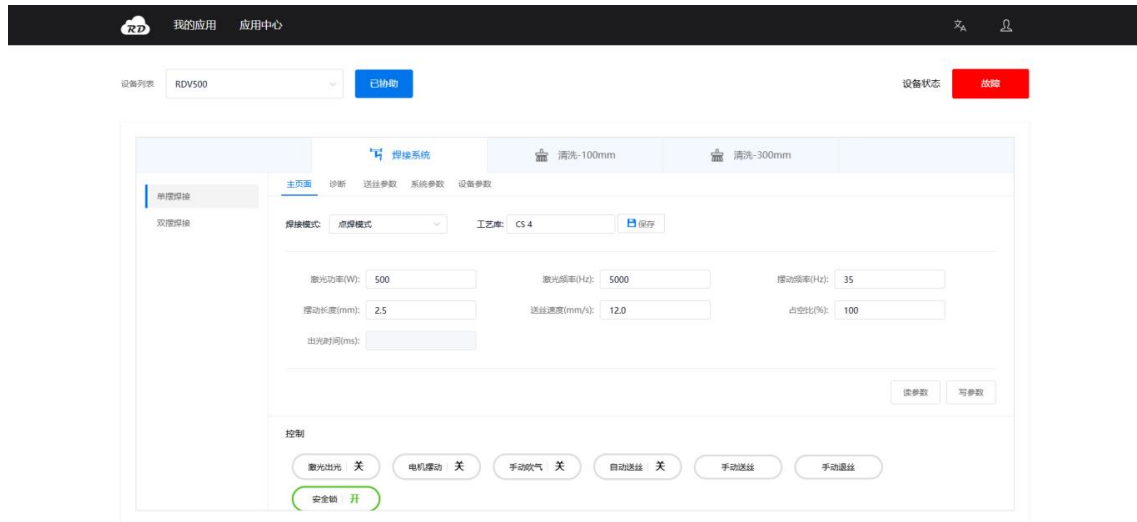 RD 我的应用 应用中心 文A
设备列表 RDV500 已协助 设备状态 故障
焊接系统 清洗-100mm 清洗-300mm
单摆焊接
双摆焊接
主页面 诊断 送丝参数 系统参数 设备参数
焊接模式: 点焊模式 工艺库: CS 4 保存
激光功率(W): 500 激光频率(Hz): 5000 摆动频率(Hz): 35
摆动长度(mm): 2.5 送丝速度(mm/s): 12.0 占空比(%): 100
出光时间(ms):
读参数 写参数
控制
激光出光 关 电机摆动 关 手动吹气 关 自动送丝 关 手动送丝 手动退丝
安全锁 开